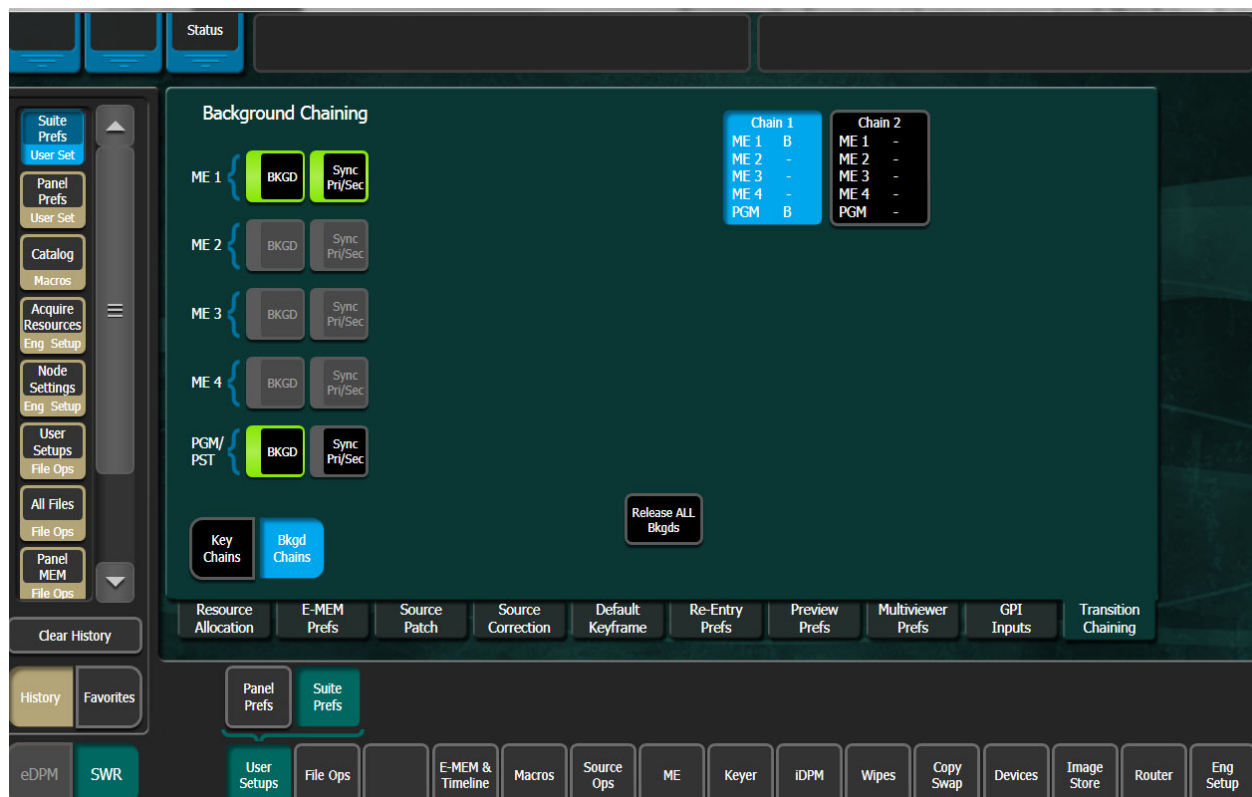 Status
Suite
Prefs
User Set
Panel
Prefs
User Set
Catalog
Macros
Acquire
Resources
Eng Setup
Node
Settings
Eng Setup
User
Setups
File Ops
All Files
File Ops
Panel
MEM
File Ops
Clear History
History
Favorites
eDPM
SWR
Background Chaining
ME 1
BKGD
Sync
Pri/Sec
ME 2
BKGD
Sync
Pri/Sec
ME 3
BKGD
Sync
Pri/Sec
ME 4
BKGD
Sync
Pri/Sec
PGM/
PST
BKGD
Sync
Pri/Sec
Chain 1
ME 1 B
ME 2 -
ME 3 -
ME 4 -
PGM B
Chain 2
ME 1 -
ME 2 -
ME 3 -
ME 4 -
PGM -
Key
Chains
Bkgd
Chains
Release ALL
Bkgds
Resource
Allocation
E-MEM
Prefs
Source
Patch
Source
Correction
Default
Keyframe
Re-Entry
Prefs
Preview
Prefs
Multiviewer
Prefs
GPI
Inputs
Transition
Chaining
Panel
Prefs
Suite
Prefs
User
Setups
File Ops
E-MEM &
Timeline
Macros
Source
Ops
ME
Keyer
iDPM
Wipes
Copy
Swap
Devices
Image
Store
Router
Eng
Setup